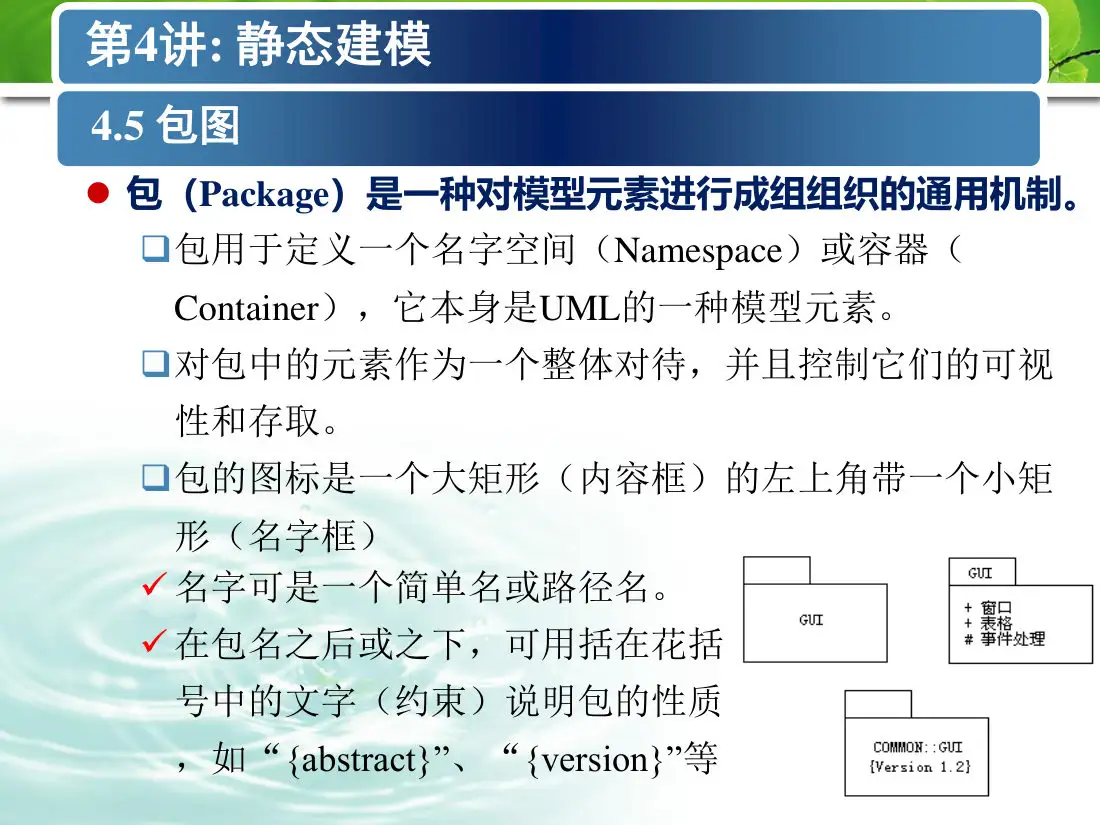 第4讲: 静态建模
4.5 包图
包（Package）是一种对模型元素进行成组组织的通用机制。
包用于定义一个名字空间（Namespace）或容器（
Container），它本身是UML的一种模型元素。
对包中的元素作为一个整体对待，并且控制它们的可视
性和存取。
包的图标是一个大矩形（内容框）的左上角带一个小矩
形（名字框）
名字可是一个简单名或路径名。
在包名之后或之下，可用括在花括
号中的文字（约束）说明包的性质
，如“{abstract}”、“{version}”等
GUI
GUI
+ 窗口
+ 表格
# 事件处理
COMMON::GUI
{Version 1.2}